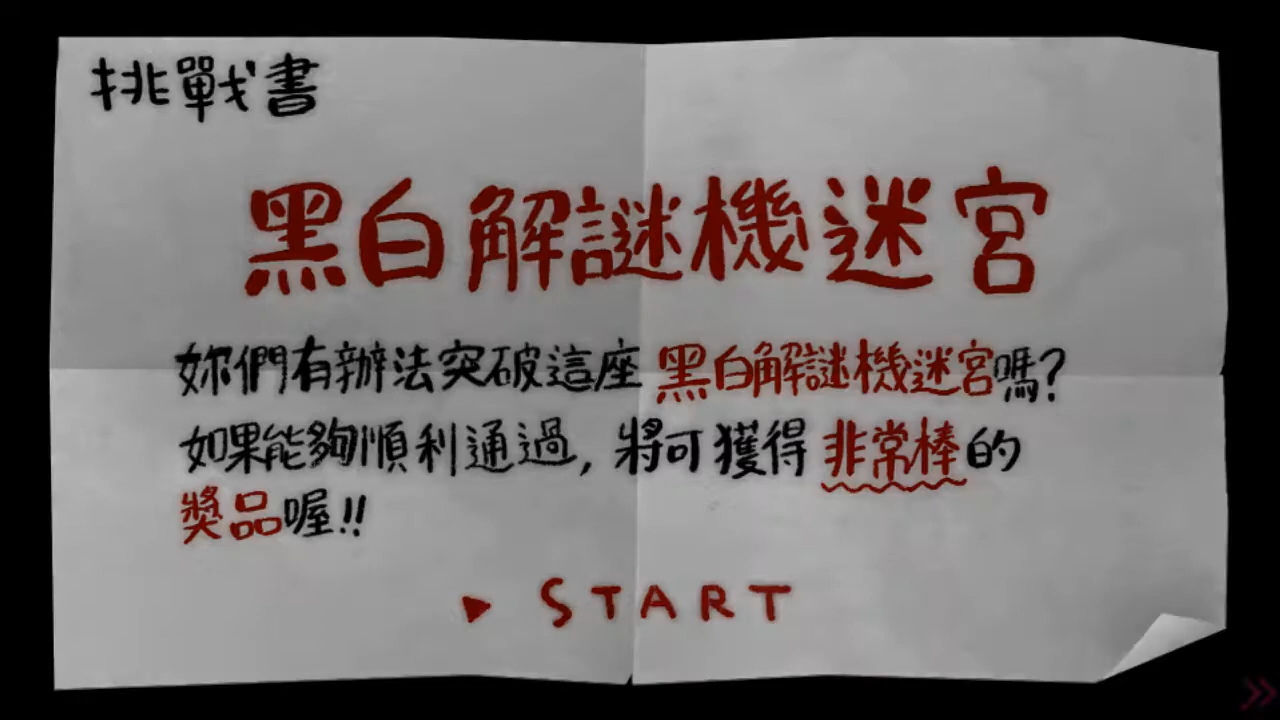 挑戰書
黑白解謎機迷宮
妳們有辦法突破這座黑白解謎機迷宮嗎?
如果能夠順利通過,將可獲得非常棒的
獎品喔!!
▶ START